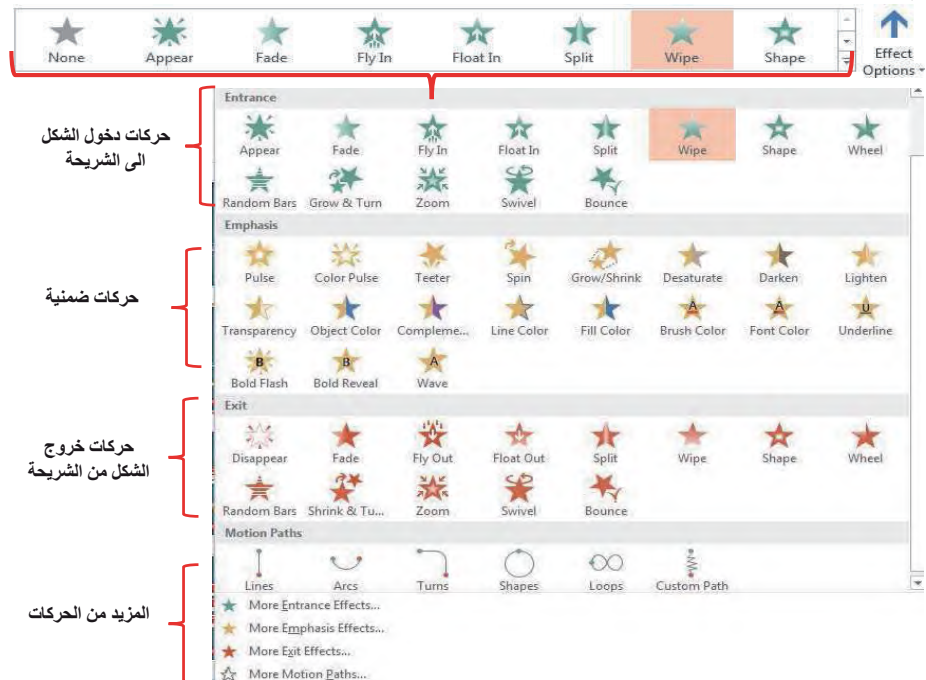 None Appear Fade Fly In Float In Split Wipe Shape
Effect
Options
Entrance
حركات دخول الشكل
الى الشريحة
Appear Fade Fly In Float In Split Wipe Shape Wheel
Random Bars Grow & Turn Zoom Swivel Bounce
Emphasis
حركات ضمنية
Pulse Color Pulse Teeter Spin Grow/Shrink Desaturate Darken Lighten
Transparency Object Color Compleme... Line Color Fill Color Brush Color Font Color Underline
Bold Flash Bold Reveal Wave
Exit
حركات خروج
الشكل من الشريحة
Disappear Fade Fly Out Float Out Split Wipe Shape Wheel
Random Bars Shrink & Tu... Zoom Swivel Bounce
Motion Paths
Lines Arcs Turns Shapes Loops Custom Path
المزيد من الحركات
More Entrance Effects...
More Emphasis Effects...
More Exit Effects...
More Motion Paths...